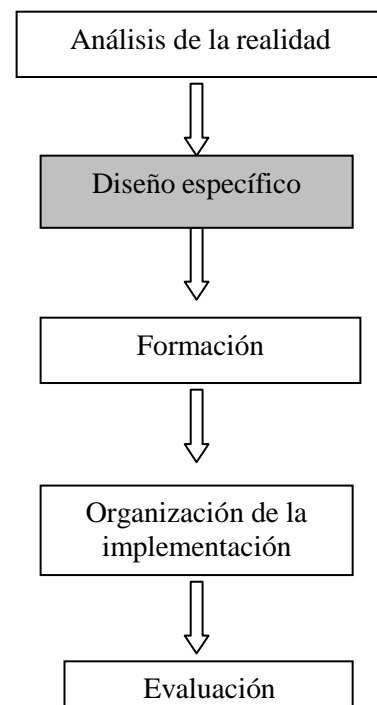 Análisis de la realidad
Diseño específico
Formación
Organización de la
implementación
Evaluación